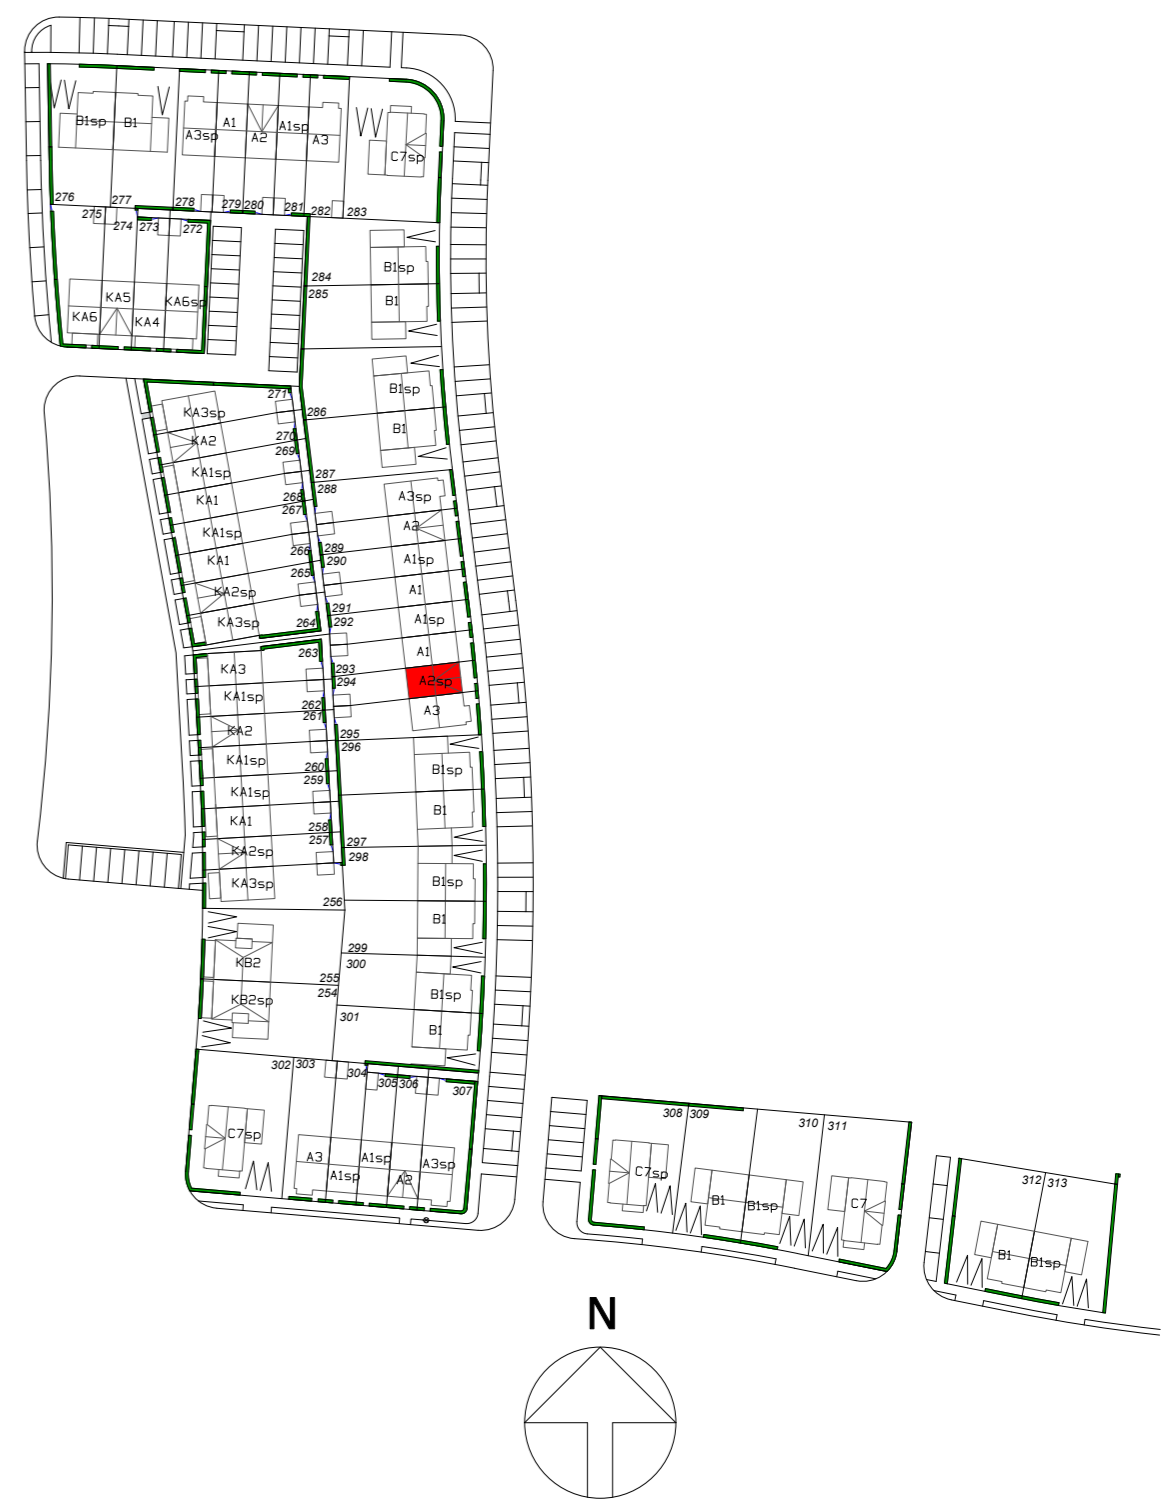 B1sp
B1
A3sp
A1
A2
A1sp
A3
C7sp
276
277
278
279
280
281
282
283
275
274
273
272
KA6
KA5
KA4
KA6sp
B1sp
284
285
B1
B1sp
286
B1
287
288
271
KA3sp
KA2
270
269
KA1sp
KA1
268
267
KA1sp
KA1
266
265
KA2sp
KA3sp
264
A3sp
A2
289
290
A1sp
A1
291
292
A1sp
A1
293
294
A2sp
A3
295
296
263
KA3
KA1sp
262
261
KA2
KA1sp
260
259
KA1sp
KA1
258
257
KA2sp
KA3sp
256
B1sp
B1
297
298
B1sp
B1
299
300
KB2
255
254
KB2sp
B1sp
301
B1
302
303
304
305
306
307
C7sp
A3
A1sp
A1sp
A2
A3sp
308
309
310
311
C7sp
B1
B1sp
C7
312
313
B1
B1sp
N